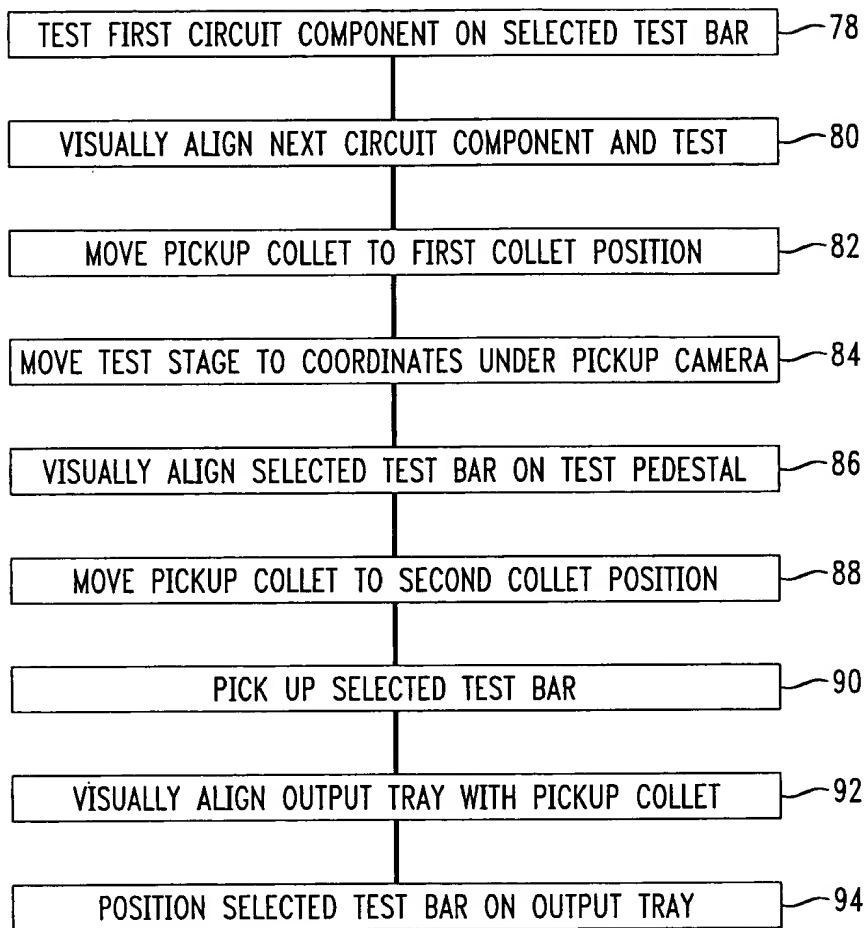 TEST FIRST CIRCUIT COMPONENT ON SELECTED TEST BAR 78
VISUALLY ALIGN NEXT CIRCUIT COMPONENT AND TEST 80
MOVE PICKUP COLLET TO FIRST COLLET POSITION 82
MOVE TEST STAGE TO COORDINATES UNDER PICKUP CAMERA 84
VISUALLY ALIGN SELECTED TEST BAR ON TEST PEDESTAL 86
MOVE PICKUP COLLET TO SECOND COLLET POSITION 88
PICK UP SELECTED TEST BAR 90
VISUALLY ALIGN OUTPUT TRAY WITH PICKUP COLLET 92
POSITION SELECTED TEST BAR ON OUTPUT TRAY 94